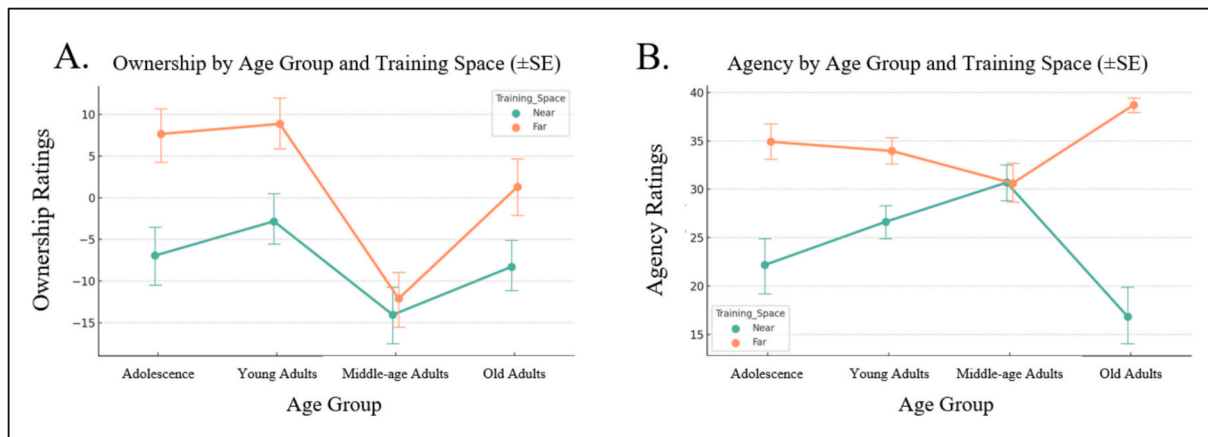 A.
Ownership by Age Group and Training Space (±SE)
Ownership Ratings
10
5
0
−5
−10
−15
Training_Space
Near
Far
Adolescence
Young Adults
Middle-age Adults
Old Adults
Age Group
B.
Agency by Age Group and Training Space (±SE)
Agency Ratings
40
35
30
25
20
15
Training_Space
Near
Far
Adolescence
Young Adults
Middle-age Adults
Old Adults
Age Group